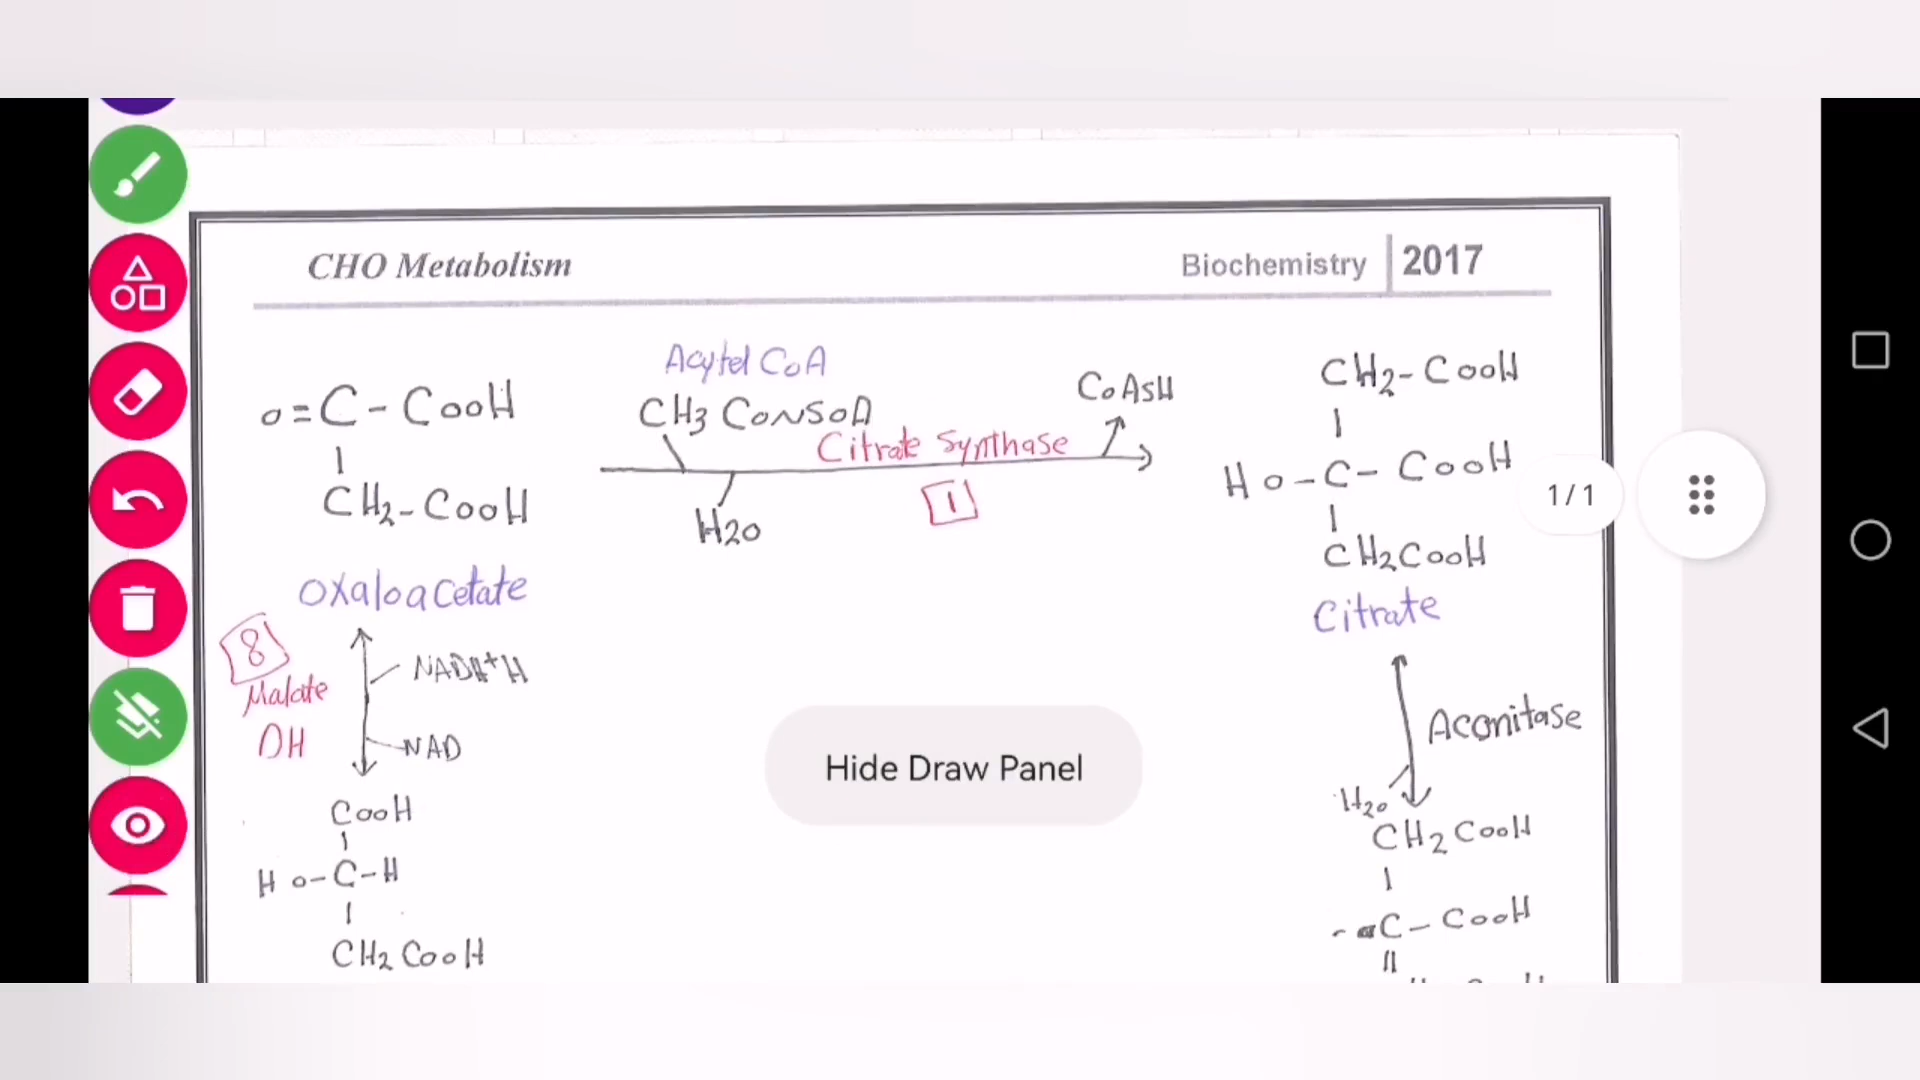 CHO Metabolism
Biochemistry 2017
Acytel CoA
CH3 CONSOA
CoASH
Citrate Synthase
1
H2O
O=C-COOH
CH2-COOH
Oxaloacetate
CH2-COOH
HO-C-COOH
CH2COOH
Citrate
1/1
8
Malate
DH
NADH+H
NAD
COOH
HO-C-H
CH2COOH
Hide Draw Panel
Aconitase
H2O
CH2COOH
C-COOH